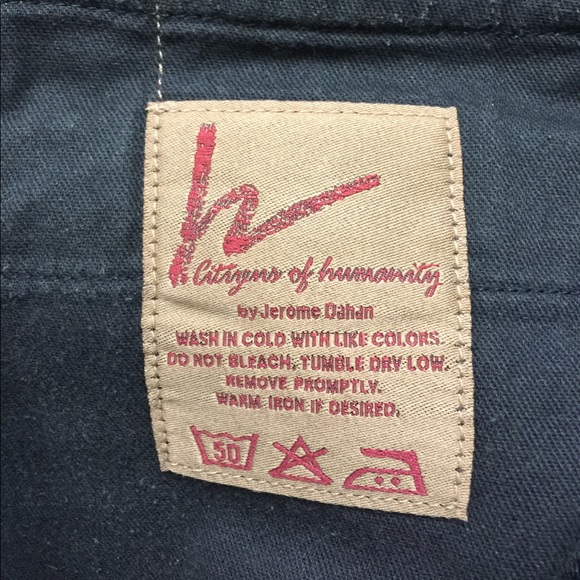 h
Citizens of humanity
by Jerome Dahan
WASH IN COLD WITH LIKE COLORS.
DO NOT BLEACH, TUMBLE DRY LOW.
REMOVE PROMPTLY.
WARM IRON IF DESIRED.
50